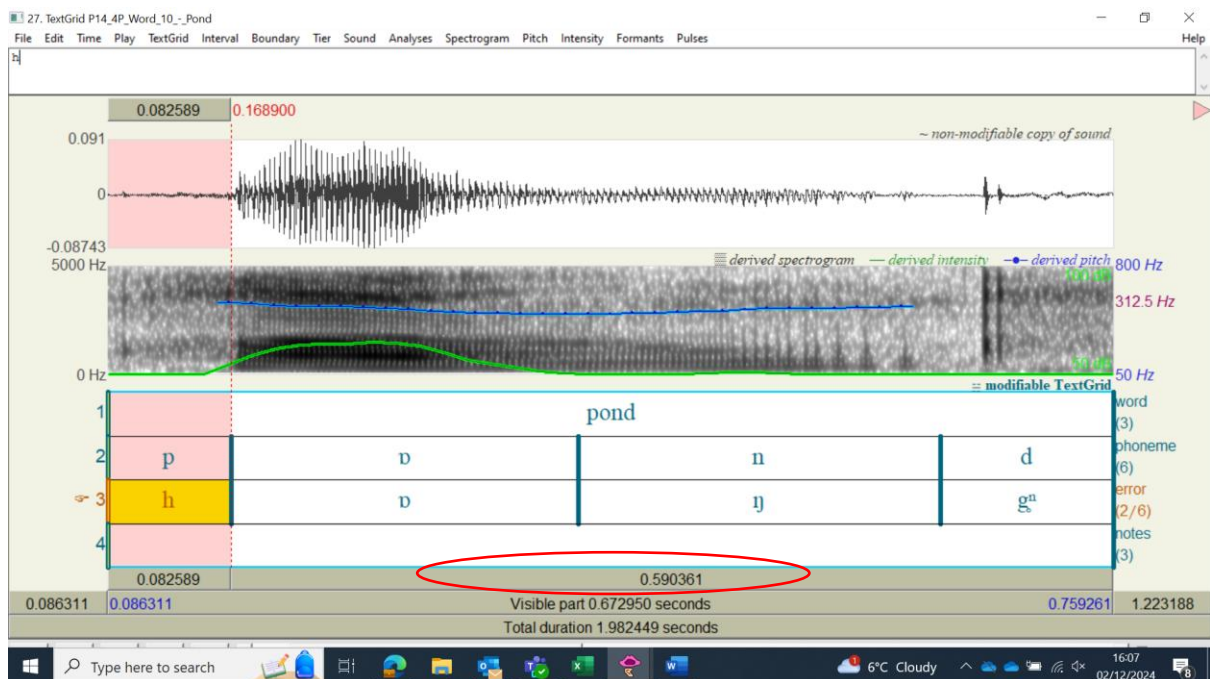 27. TextGrid P14_4P_Word_10_-_Pond
File Edit Time Play TextGrid Interval Boundary Tier Sound Analyses Spectrogram Pitch Intensity Formants Pulses Help
h
0.082589 0.168900
0.091
~ non-modifiable copy of sound
0
-0.08743
5000 Hz
derived spectrogram — derived intensity derived pitch 800 Hz
100 dB
312.5 Hz
50 dB
0 Hz 50 Hz
modifiable TextGrid
1 pond word (3)
2 p ɒ n d phoneme (6)
3 h ɒ ŋ g̥ⁿ error (2/6)
4 notes (3)
0.082589 0.590361
0.086311 0.086311 Visible part 0.672950 seconds 0.759261 1.223188
Total duration 1.982449 seconds
Type here to search 6°C Cloudy 16:07
02/12/2024 8